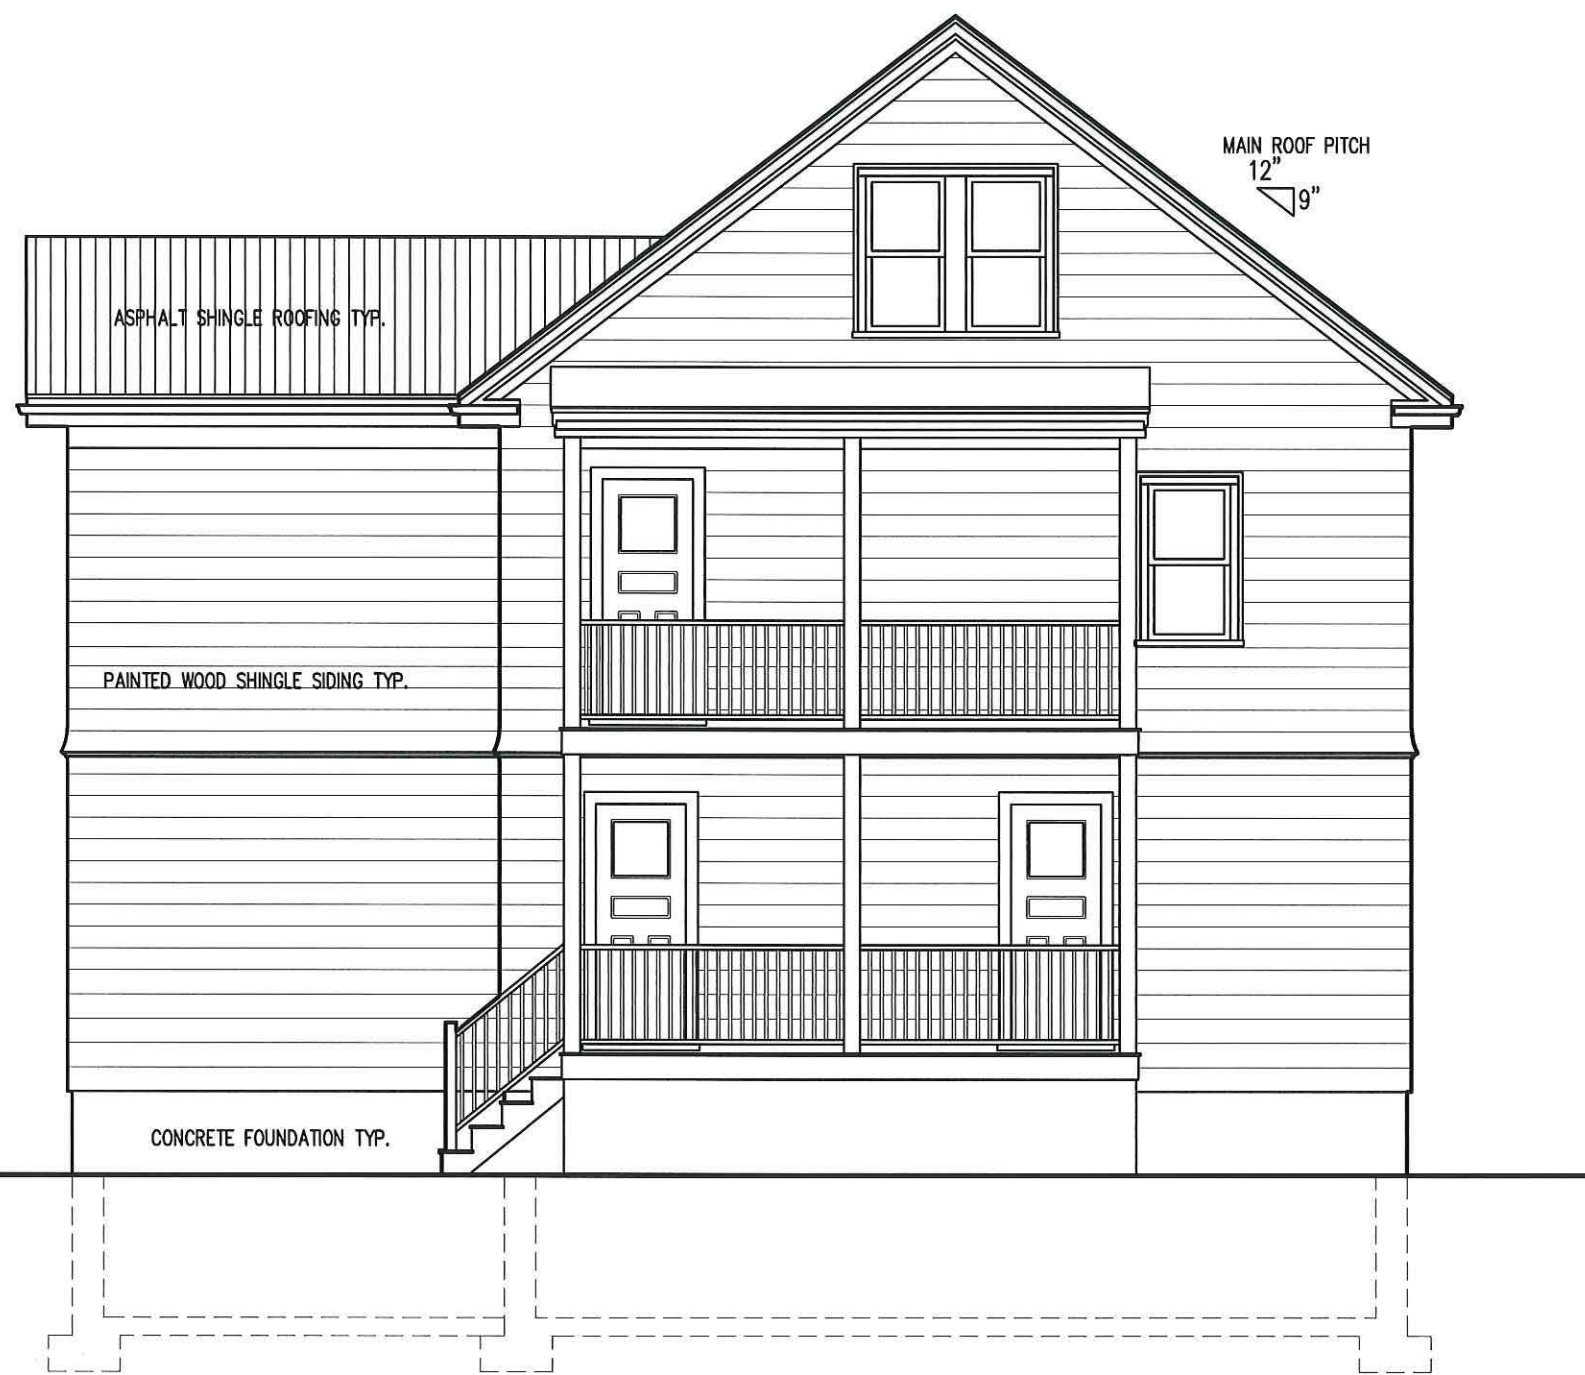 MAIN ROOF PITCH
12"
9"
ASPHALT SHINGLE ROOFING TYP.
PAINTED WOOD SHINGLE SIDING TYP.
CONCRETE FOUNDATION TYP.